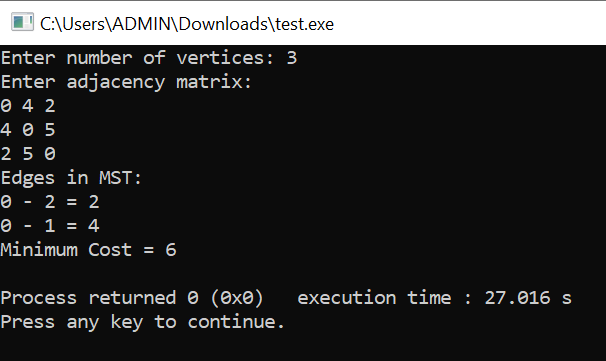 C:\Users\ADMIN\Downloads\test.exe
Enter number of vertices: 3
Enter adjacency matrix:
0 4 2
4 0 5
2 5 0
Edges in MST:
0 - 2 = 2
0 - 1 = 4
Minimum Cost = 6
Process returned 0 (0x0)   execution time : 27.016 s
Press any key to continue.